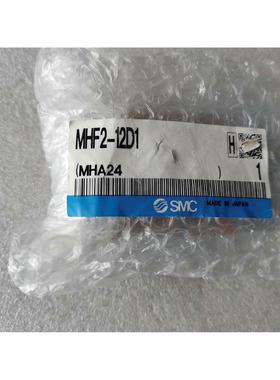 MHF2-12D1 H
(MHA24 ) 1
SMC MADE IN JAPAN